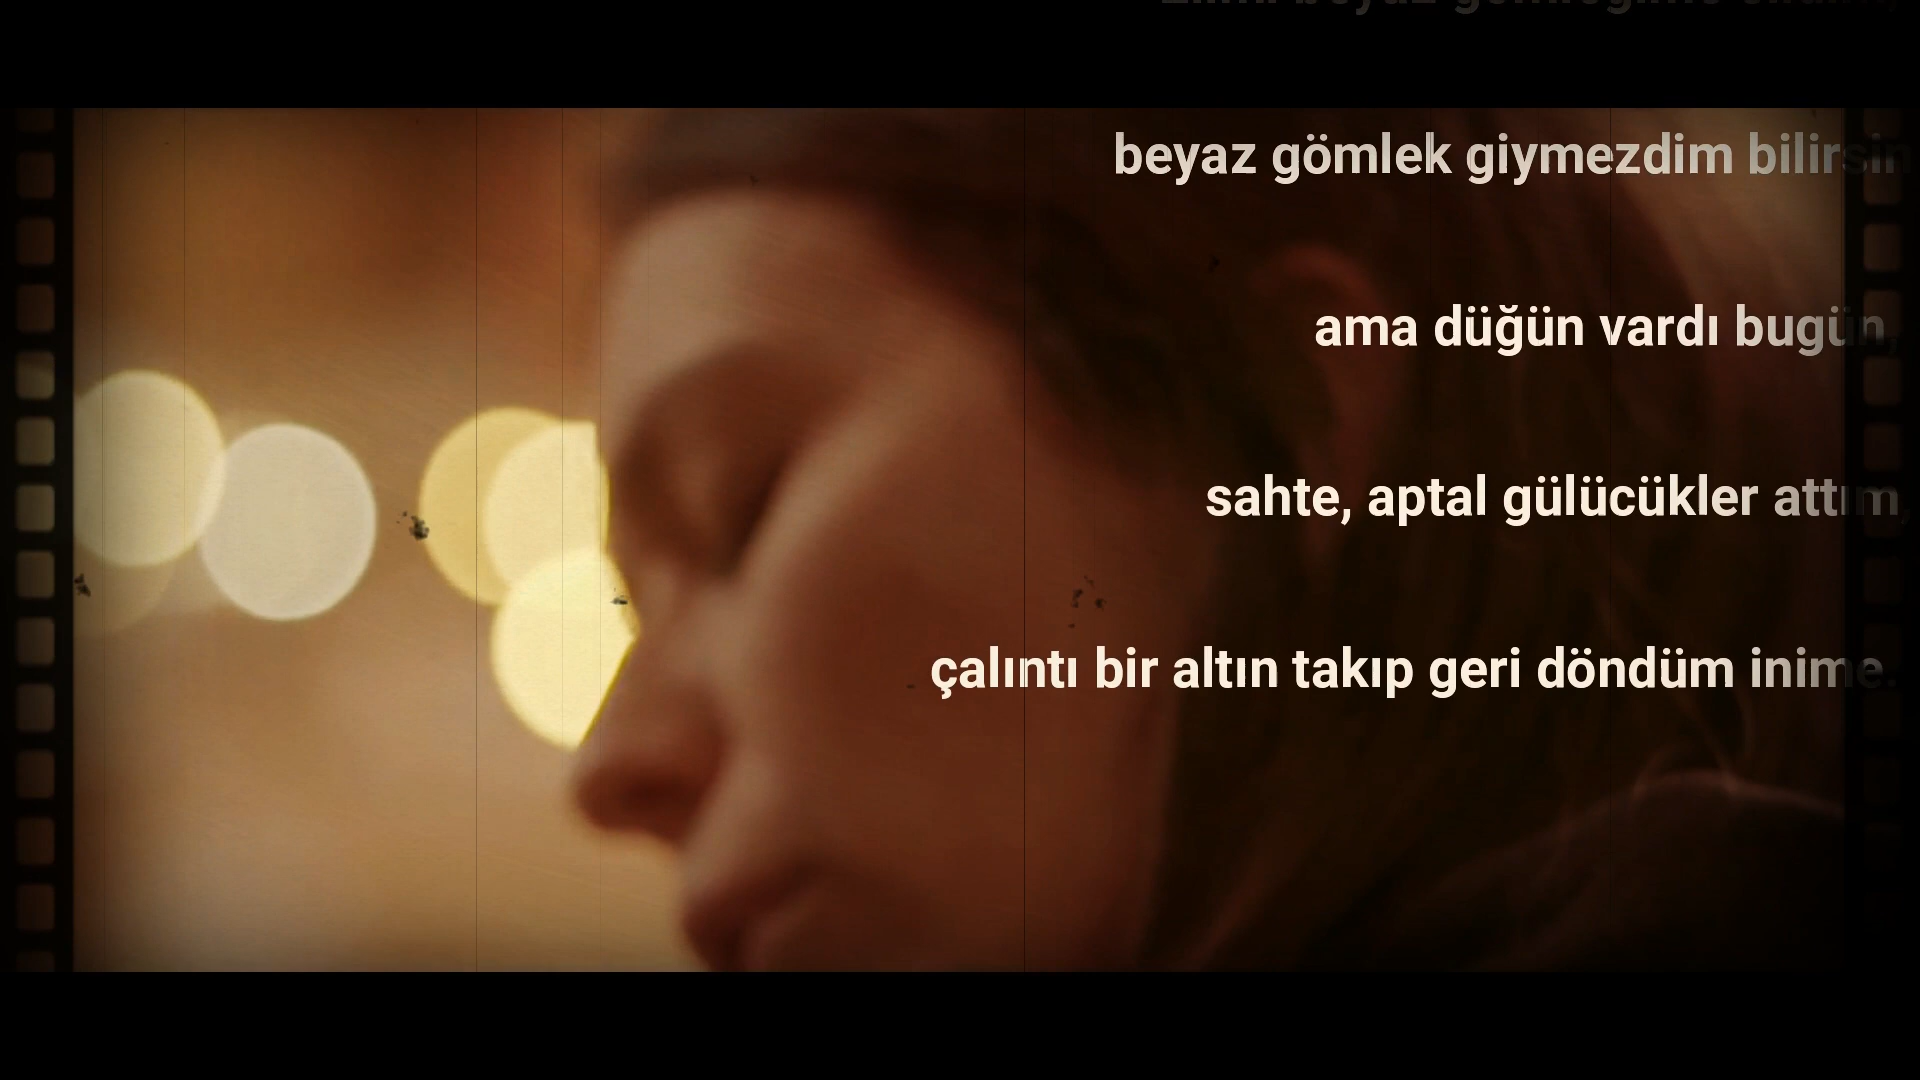 beyaz gömlek giymezdim bilirsin
ama düğün vardı bugün,
sahte, aptal gülücükler attım,
çalıntı bir altın takıp geri döndüm inime.